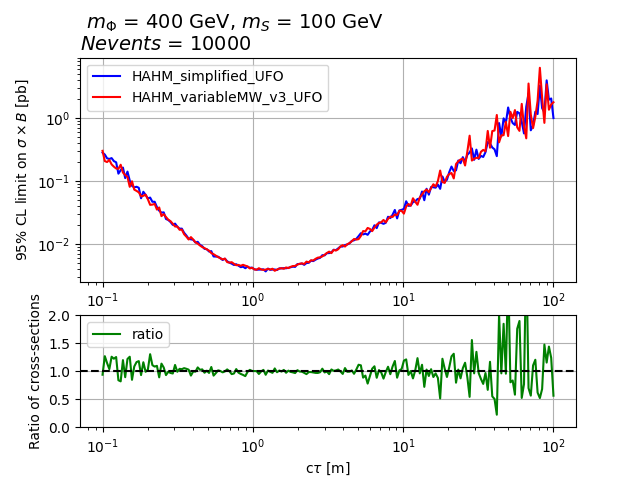 m_Φ = 400 GeV, m_S = 100 GeV
Nevents = 10000
95% CL limit on σ × B [pb]
HAHM_simplified_UFO
HAHM_variableMW_v3_UFO
10⁰
10⁻¹
10⁻²
10⁻¹ 10⁰ 10¹ 10²
Ratio of cross-sections
ratio
2.0
1.5
1.0
0.5
0.0
10⁻¹ 10⁰ 10¹ 10²
cτ [m]